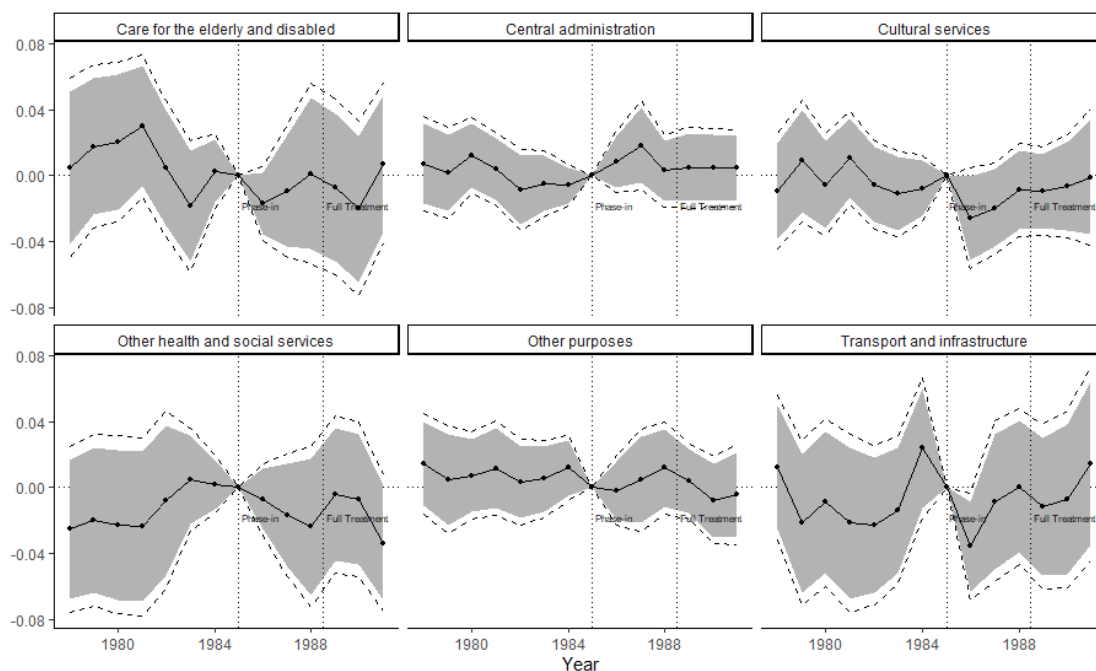 Care for the elderly and disabled
Central administration
Cultural services
0.08
0.04
0.00
-0.04
-0.08
Phase-in
Full Treatment
Phase-in
Full Treatment
Phase-in
Full Treatment
Other health and social services
Other purposes
Transport and infrastructure
0.08
0.04
0.00
-0.04
-0.08
Phase-in
Full Treatment
Phase-in
Full Treatment
Phase-in
Full Treatment
1980
1984
1988
1980
1984
1988
1980
1984
1988
Year